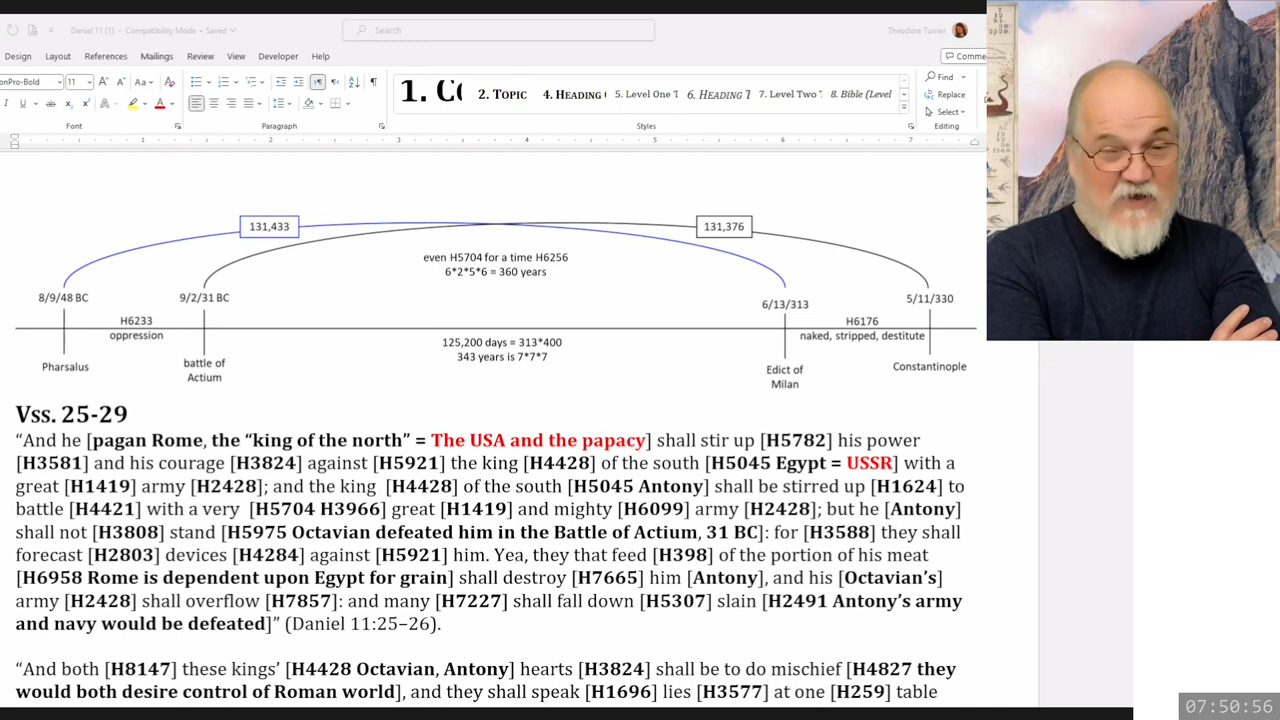 Daniel 11 (1) - Compatibility Mode • Saved
Search
Theodore Turner
Design Layout References Mailings Review View Developer Help
Comme
onPro-Bold 11 Aa
Find
Replace
Select
1. Co 2. TOPIC 4. HEADING 5. Level One 6. HEADING 7. Level Two 8. Bible (Level
Font Paragraph Styles Editing
1 2 3 4 5 6 7
131,433 131,376
even H5704 for a time H6256
6*2*5*6 = 360 years
8/9/48 BC 9/2/31 BC 6/13/313 5/11/330
H6233
oppression
H6176
naked, stripped, destitute
125,200 days = 313*400
343 years is 7*7*7
Pharsalus
battle of
Actium
Edict of
Milan
Constantinople
Vss. 25-29
“And he [pagan Rome, the “king of the north” = The USA and the papacy] shall stir up [H5782] his power
[H3581] and his courage [H3824] against [H5921] the king [H4428] of the south [H5045 Egypt = USSR] with a
great [H1419] army [H2428]; and the king [H4428] of the south [H5045 Antony] shall be stirred up [H1624] to
battle [H4421] with a very [H5704 H3966] great [H1419] and mighty [H6099] army [H2428]; but he [Antony]
shall not [H3808] stand [H5975 Octavian defeated him in the Battle of Actium, 31 BC]: for [H3588] they shall
forecast [H2803] devices [H4284] against [H5921] him. Yea, they that feed [H398] of the portion of his meat
[H6958 Rome is dependent upon Egypt for grain] shall destroy [H7665] him [Antony], and his [Octavian’s]
army [H2428] shall overflow [H7857]: and many [H7227] shall fall down [H5307] slain [H2491 Antony’s army
and navy would be defeated]” (Daniel 11:25–26).
“And both [H8147] these kings’ [H4428 Octavian, Antony] hearts [H3824] shall be to do mischief [H4827 they
would both desire control of Roman world], and they shall speak [H1696] lies [H3577] at one [H259] table
07:50:56